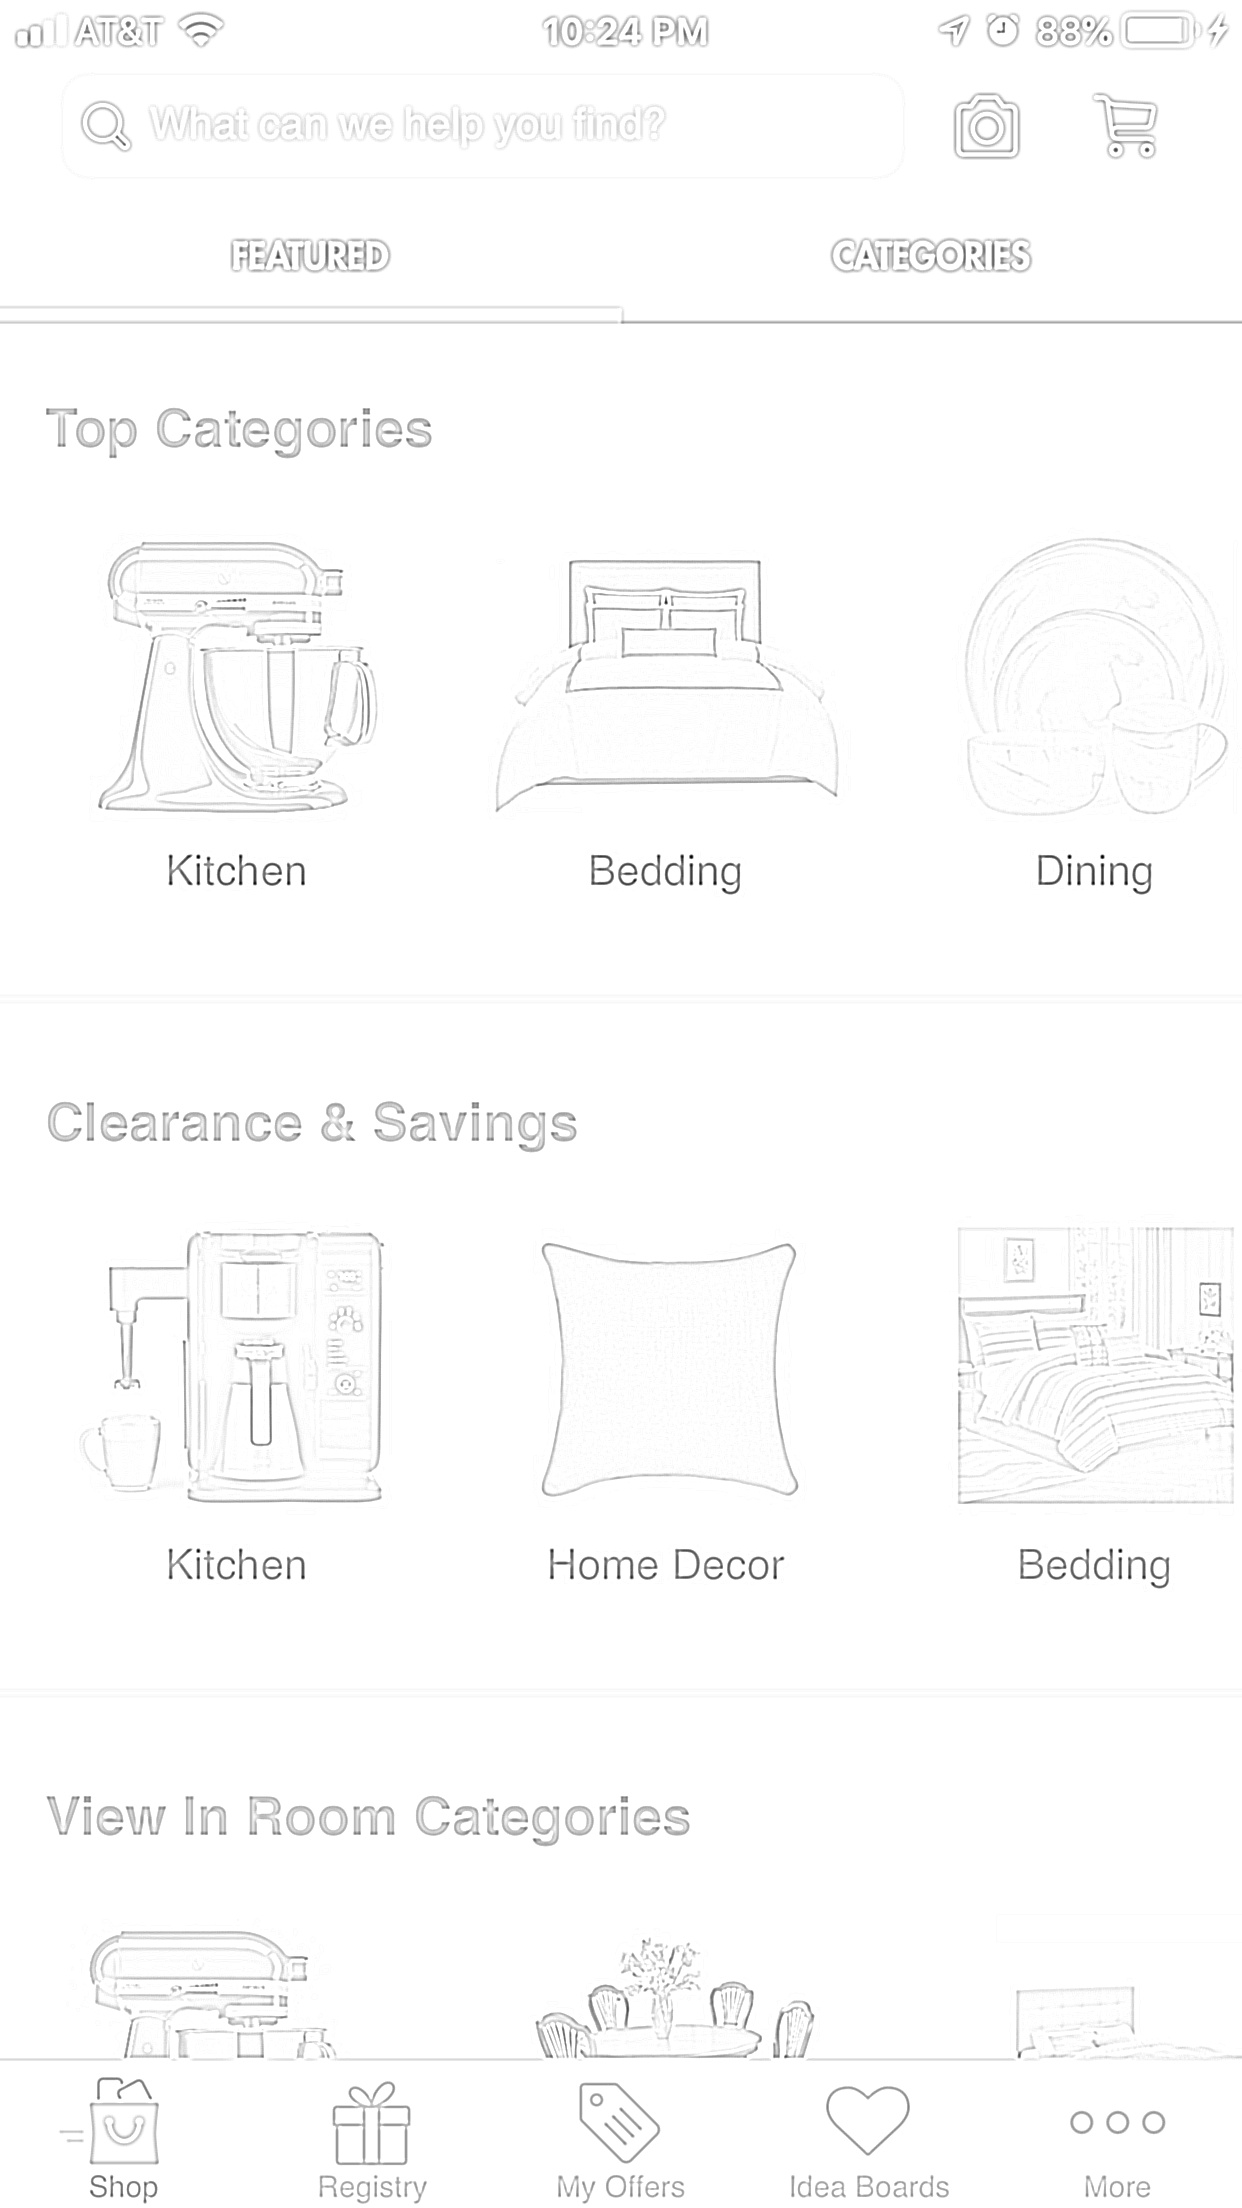 AT&T 10:24 PM 88%
What can we help you find?
FEATURED CATEGORIES
Top Categories
Kitchen Bedding Dining
Clearance & Savings
Kitchen Home Decor Bedding
View In Room Categories
Shop Registry My Offers Idea Boards More